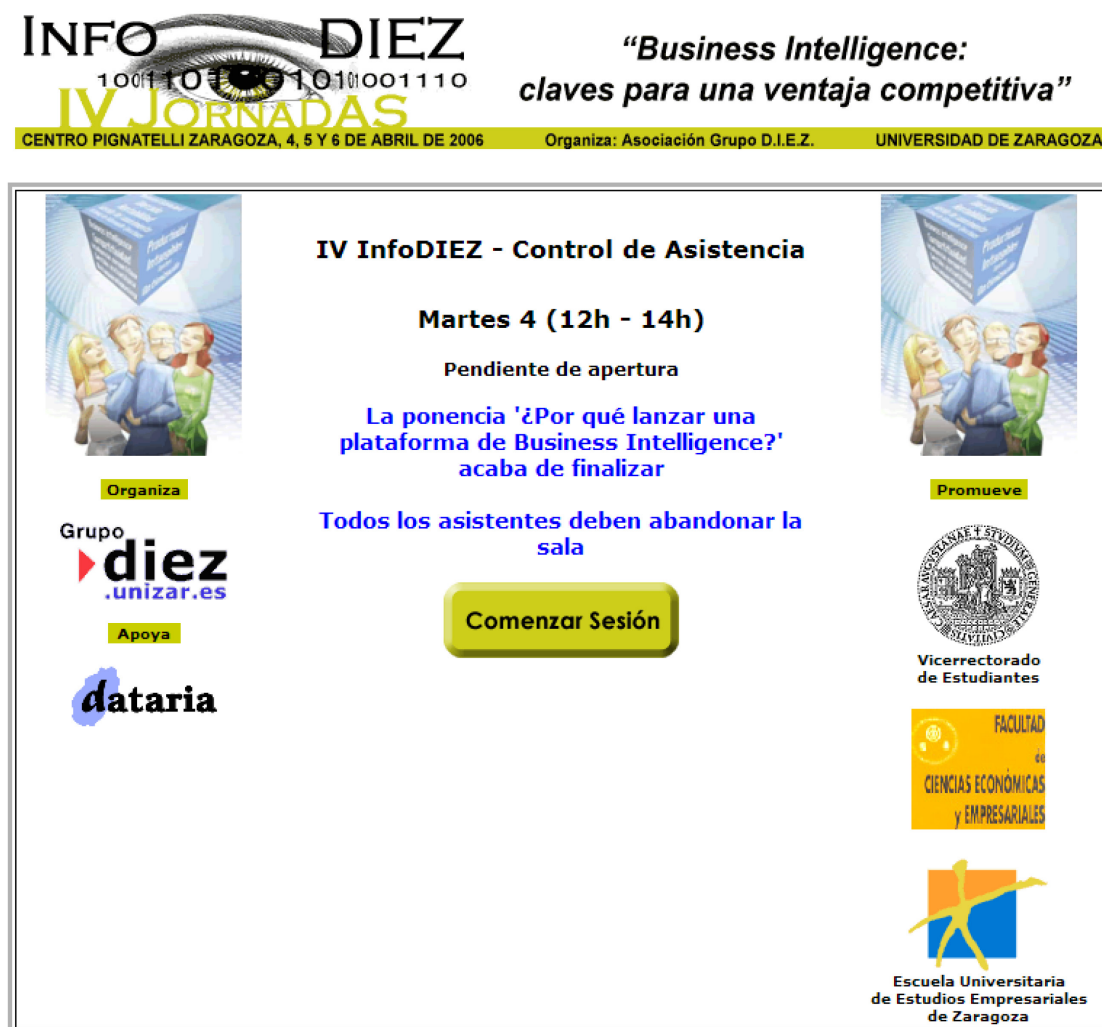 INFO DIEZ
IV JORNADAS
"Business Intelligence:
claves para una ventaja competitiva"
CENTRO PIGNATELLI ZARAGOZA, 4, 5 Y 6 DE ABRIL DE 2006 Organiza: Asociación Grupo D.I.E.Z. UNIVERSIDAD DE ZARAGOZA
IV InfoDIEZ - Control de Asistencia
Martes 4 (12h - 14h)
Pendiente de apertura
La ponencia '¿Por qué lanzar una
plataforma de Business Intelligence?'
acaba de finalizar
Todos los asistentes deben abandonar la
sala
Comenzar Sesión
Organiza
Grupo
diez
.unizar.es
Apoya
dataria
Promueve
Vicerrectorado
de Estudiantes
FACULTAD
de
CIENCIAS ECONÓMICAS
y EMPRESARIALES
Escuela Universitaria
de Estudios Empresariales
de Zaragoza